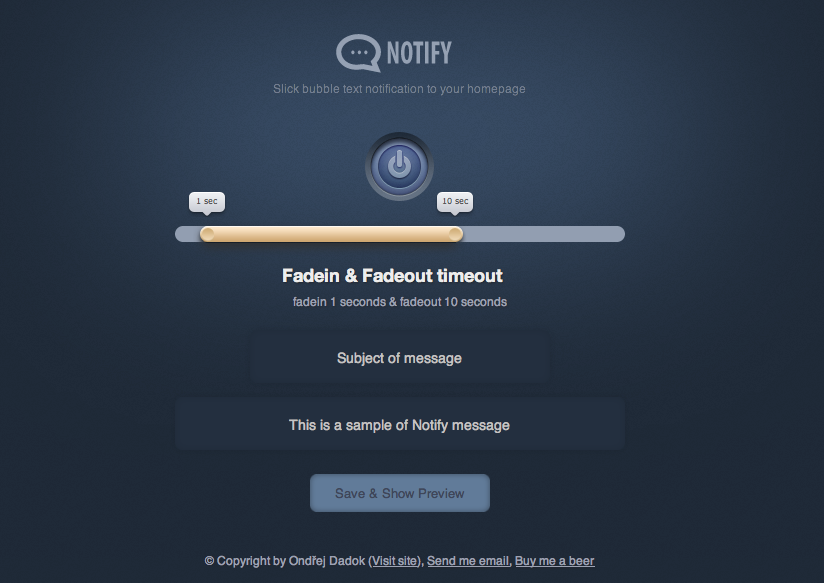 NOTIFY
Slick bubble text notification to your homepage
1 sec
10 sec
Fadein & Fadeout timeout
fadein 1 seconds & fadeout 10 seconds
Subject of message
This is a sample of Notify message
Save & Show Preview
© Copyright by Ondřej Dadok (Visit site), Send me email, Buy me a beer